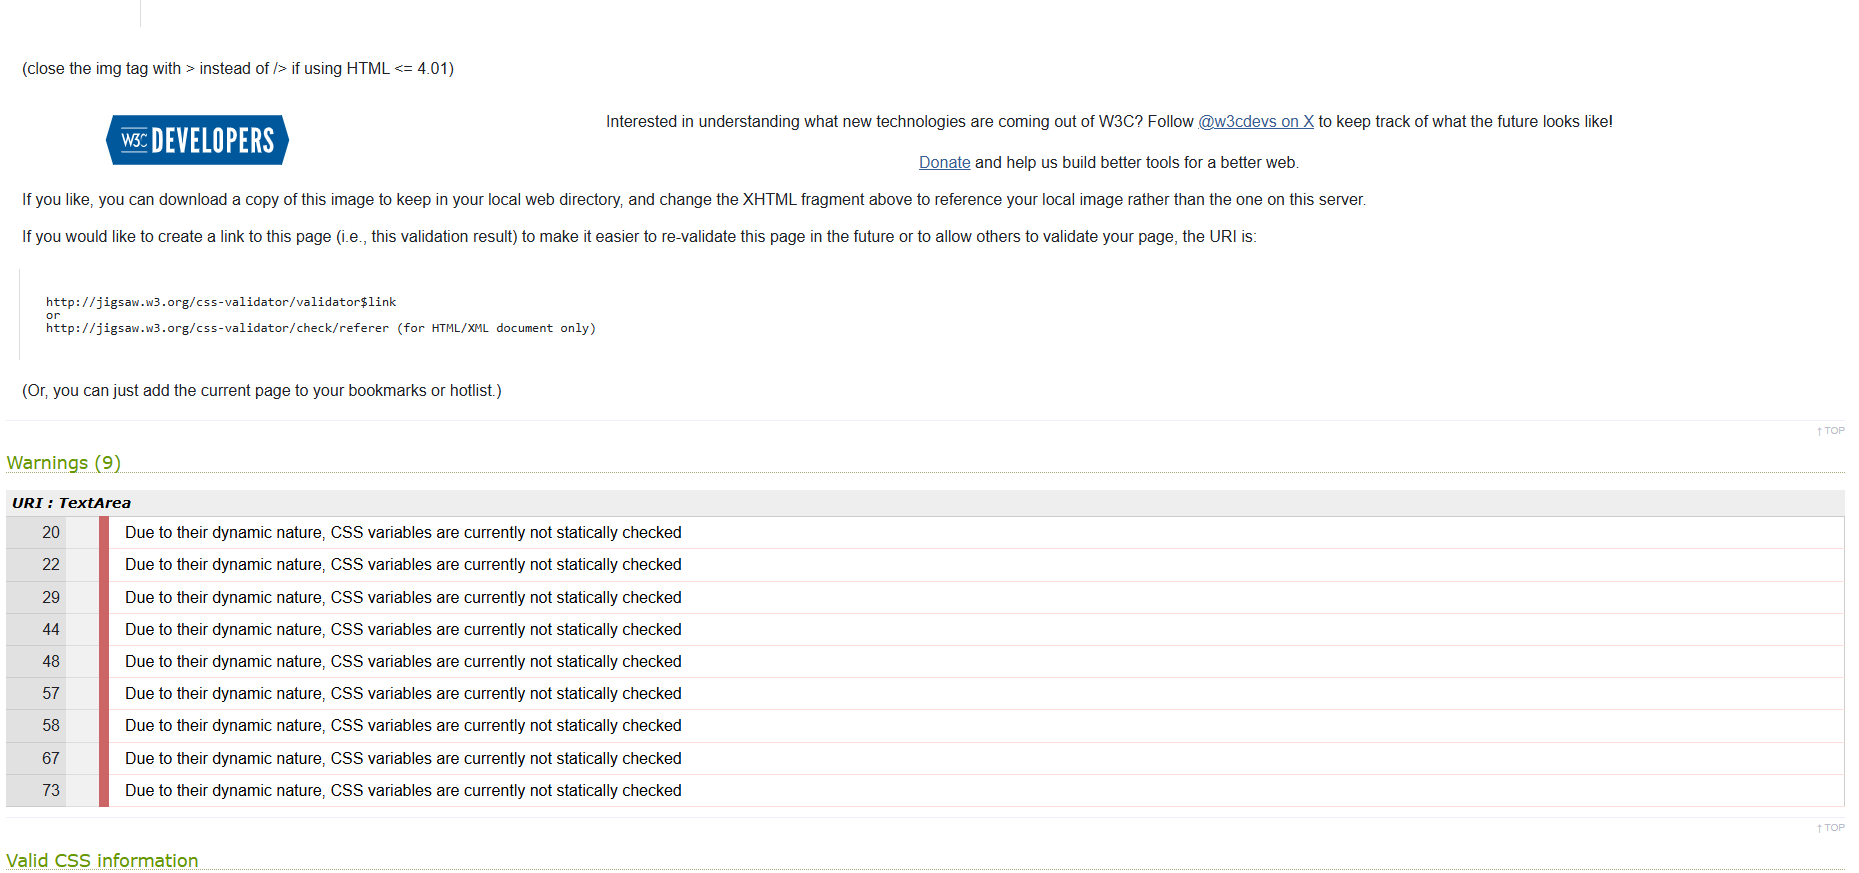 (close the img tag with > instead of /> if using HTML <= 4.01)
W3C DEVELOPERS
Interested in understanding what new technologies are coming out of W3C? Follow @w3cdevs on X to keep track of what the future looks like!
Donate and help us build better tools for a better web.
If you like, you can download a copy of this image to keep in your local web directory, and change the XHTML fragment above to reference your local image rather than the one on this server.
If you would like to create a link to this page (i.e., this validation result) to make it easier to re-validate this page in the future or to allow others to validate your page, the URI is:
http://jigsaw.w3.org/css-validator/validator$link
or
http://jigsaw.w3.org/css-validator/check/referer (for HTML/XML document only)
(Or, you can just add the current page to your bookmarks or hotlist.)
↑ TOP
Warnings (9)
URI : TextArea
20 Due to their dynamic nature, CSS variables are currently not statically checked
22 Due to their dynamic nature, CSS variables are currently not statically checked
29 Due to their dynamic nature, CSS variables are currently not statically checked
44 Due to their dynamic nature, CSS variables are currently not statically checked
48 Due to their dynamic nature, CSS variables are currently not statically checked
57 Due to their dynamic nature, CSS variables are currently not statically checked
58 Due to their dynamic nature, CSS variables are currently not statically checked
67 Due to their dynamic nature, CSS variables are currently not statically checked
73 Due to their dynamic nature, CSS variables are currently not statically checked
↑ TOP
Valid CSS information